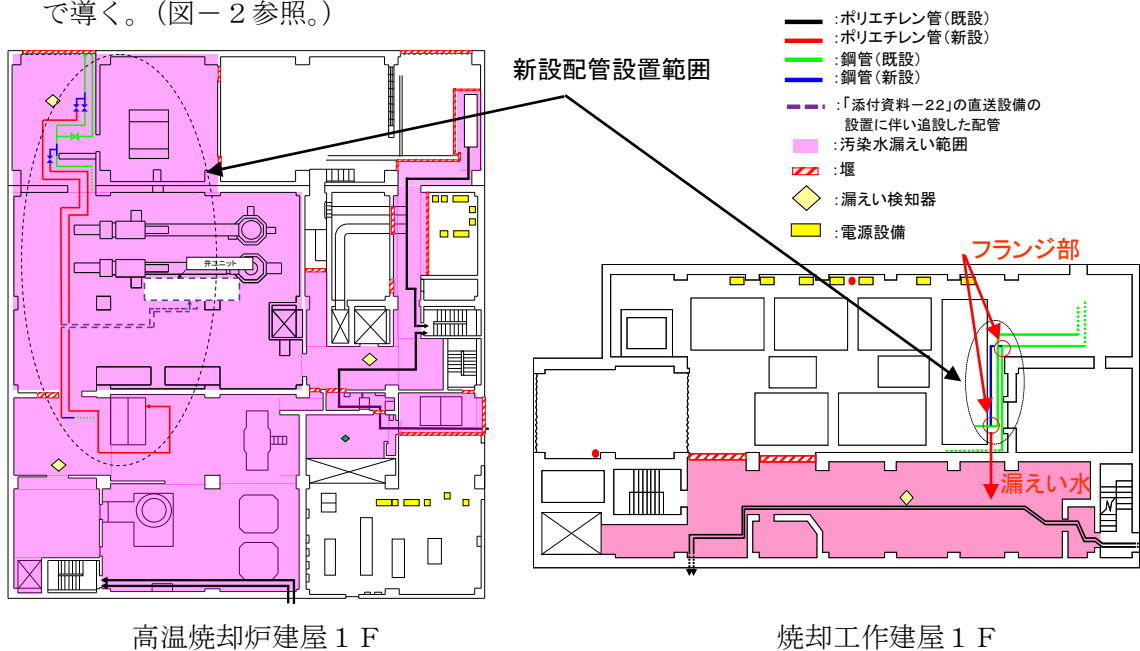 で導く。（図－２参照。）
:ポリエチレン管(既設)
:ポリエチレン管(新設)
:鋼管(既設)
:鋼管(新設)
:「添付資料－22」の直送設備の
設置に伴い追設した配管
:汚染水漏えい範囲
:堰
:漏えい検知器
:電源設備
新設配管設置範囲
弁ユニット
フランジ部
漏えい水
高温焼却炉建屋１Ｆ
焼却工作建屋１Ｆ